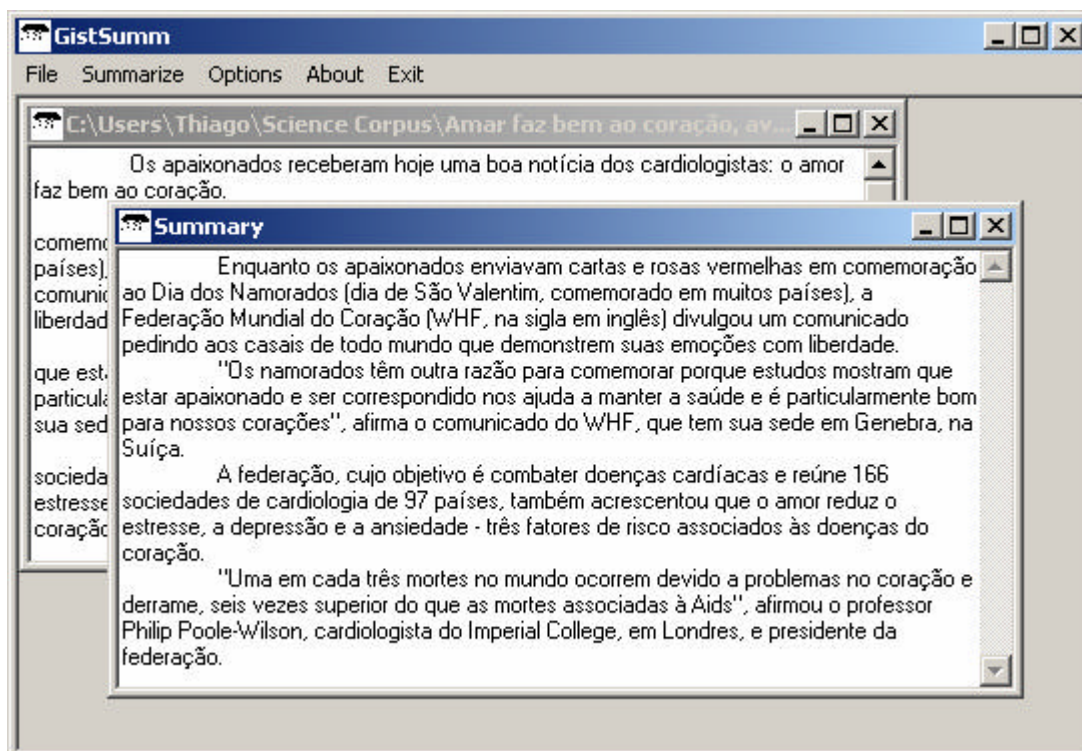 GistSumm
File Summarize Options About Exit
C:\Users\Thiago\Science Corpus\Amar faz bem ao coração, av...
Os apaixonados receberam hoje uma boa notícia dos cardiologistas: o amor
faz bem ao coração.
comemo
países)
comunic
liberdad
que est
particula
sua sed
socieda
estresse
coração
Summary
Enquanto os apaixonados enviavam cartas e rosas vermelhas em comemoração
ao Dia dos Namorados (dia de São Valentim, comemorado em muitos países), a
Federação Mundial do Coração (WHF, na sigla em inglês) divulgou um comunicado
pedindo aos casais de todo mundo que demonstrem suas emoções com liberdade.
"Os namorados têm outra razão para comemorar porque estudos mostram que
estar apaixonado e ser correspondido nos ajuda a manter a saúde e é particularmente bom
para nossos corações", afirma o comunicado do WHF, que tem sua sede em Genebra, na
Suíça.
A federação, cujo objetivo é combater doenças cardíacas e reúne 166
sociedades de cardiologia de 97 países, também acrescentou que o amor reduz o
estresse, a depressão e a ansiedade - três fatores de risco associados às doenças do
coração.
"Uma em cada três mortes no mundo ocorrem devido a problemas no coração e
derrame, seis vezes superior do que as mortes associadas à Aids", afirmou o professor
Philip Poole-Wilson, cardiologista do Imperial College, em Londres, e presidente da
federação.